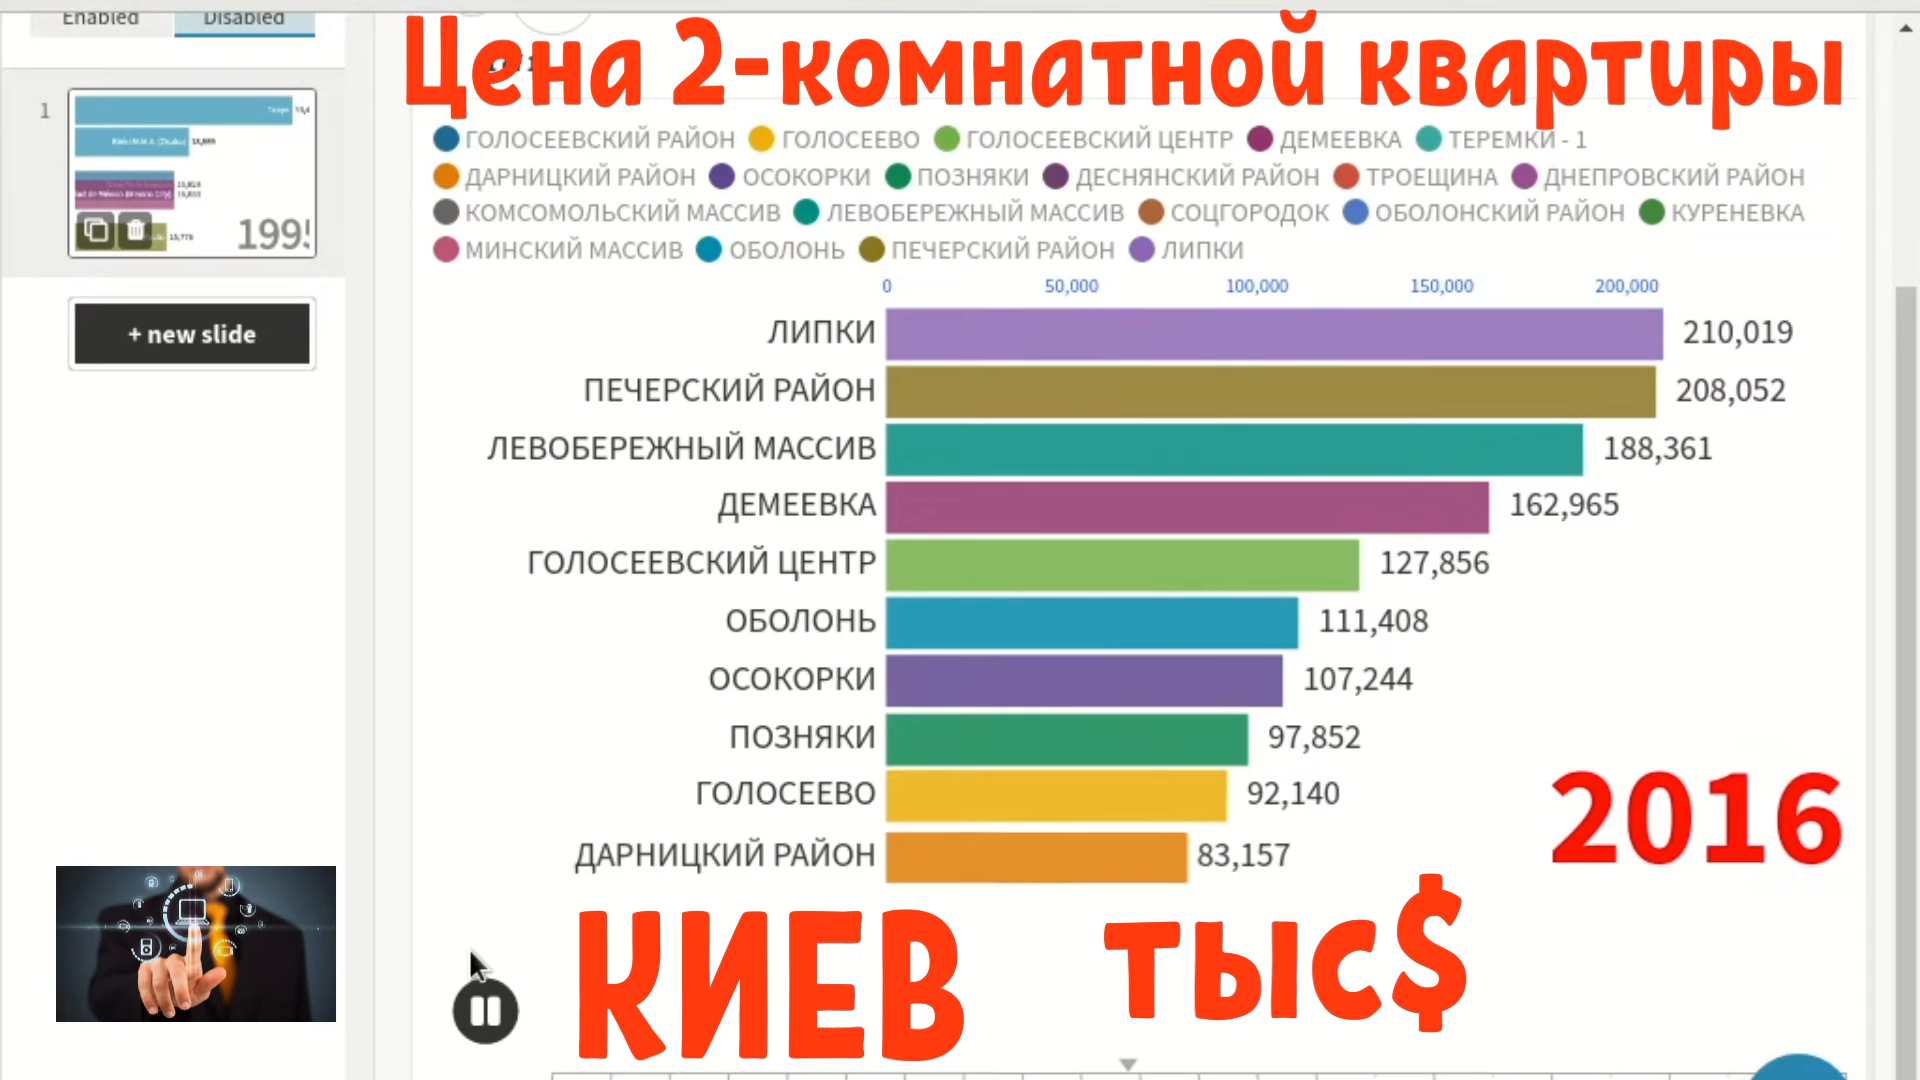 Enabled
Disabled
Цена 2-комнатной квартиры
1
ГОЛОСЕЕВСКИЙ РАЙОН ГОЛОСЕЕВО ГОЛОСЕЕВСКИЙ ЦЕНТР ДЕМЕЕВКА ТЕРЕМКИ - 1
ДАРНИЦКИЙ РАЙОН ОСОКОРКИ ПОЗНЯКИ ДЕСНЯНСКИЙ РАЙОН ТРОЕЩИНА ДНЕПРОВСКИЙ РАЙОН
КОМСОМОЛЬСКИЙ МАССИВ ЛЕВОБЕРЕЖНЫЙ МАССИВ СОЦГОРОДОК ОБОЛОНСКИЙ РАЙОН КУРЕНЕВКА
МИНСКИЙ МАССИВ ОБОЛОНЬ ПЕЧЕРСКИЙ РАЙОН ЛИПКИ
+ new slide
0 50,000 100,000 150,000 200,000
ЛИПКИ 210,019
ПЕЧЕРСКИЙ РАЙОН 208,052
ЛЕВОБЕРЕЖНЫЙ МАССИВ 188,361
ДЕМЕЕВКА 162,965
ГОЛОСЕЕВСКИЙ ЦЕНТР 127,856
ОБОЛОНЬ 111,408
ОСОКОРКИ 107,244
ПОЗНЯКИ 97,852
ГОЛОСЕЕВО 92,140
ДАРНИЦКИЙ РАЙОН 83,157
2016
КИЕВ тыс$